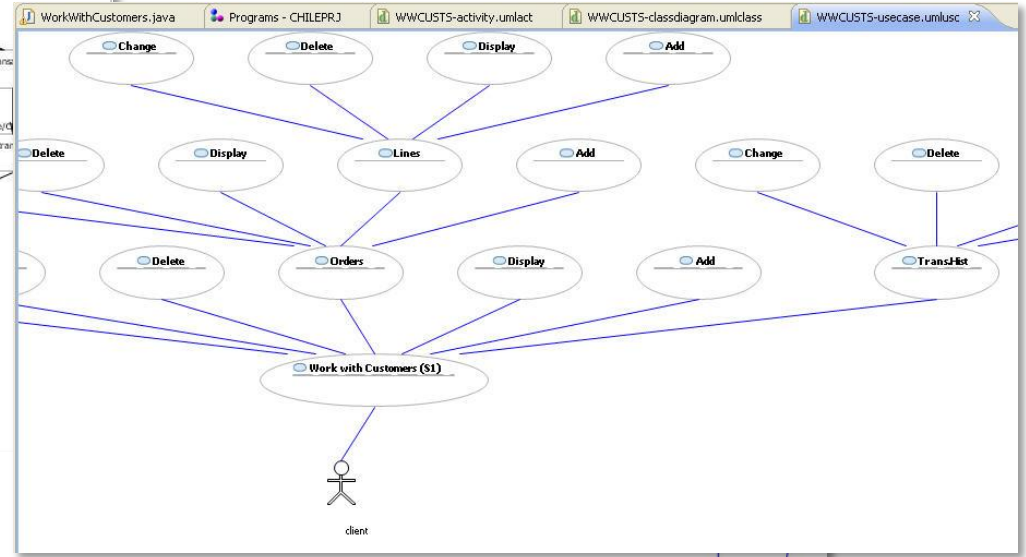 WorkWithCustomers.java Programs - CHILEPRJ WWCUSTS-activity.umlact WWCUSTS-classdiagram.umlclass WWCUSTS-usecase.umlusc
Change Delete Display Add
Delete Display Lines Add Change Delete
Delete Orders Display Add Trans.Hist
Work with Customers (S1)
client